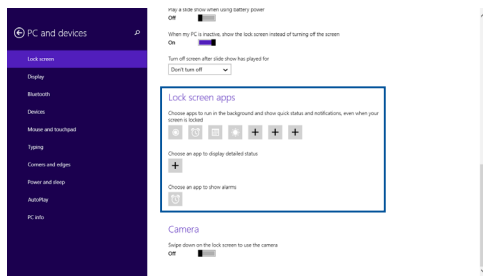 Play a slide show when using battery power
Off
PC and devices
When my PC is inactive, show the lock screen instead of turning off the screen
On
Lock screen
Turn off screen after slide show has played for
Don't turn off
Display
Bluetooth
Devices
Mouse and touchpad
Typing
Corners and edges
Power and sleep
AutoPlay
PC info
Lock screen apps
Choose apps to run in the background and show quick status and notifications, even when your
screen is locked
Choose an app to display detailed status
Choose an app to show alarms
Camera
Swipe down on the lock screen to use the camera
Off